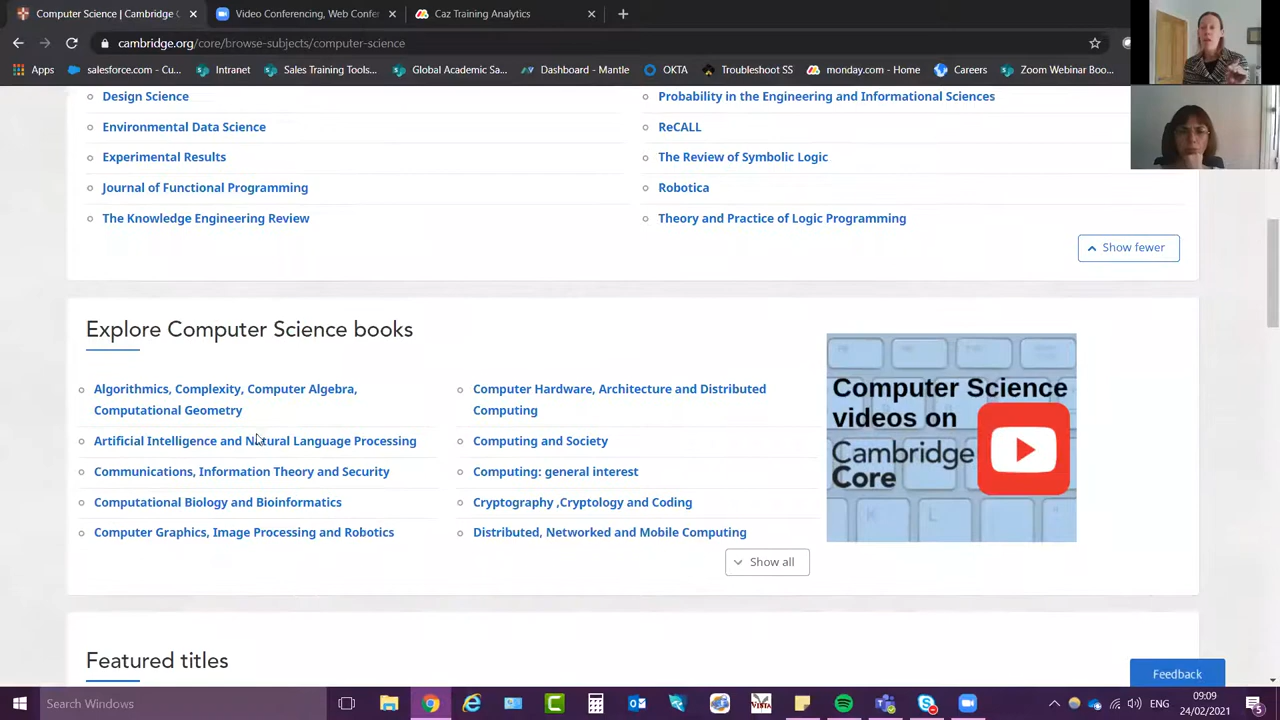 Computer Science | Cambridge C
Video Conferencing, Web Confer
Caz Training Analytics
cambridge.org/core/browse-subjects/computer-science
Apps
salesforce.com - Cu...
Intranet
Sales Training Tools...
Global Academic Sa...
Dashboard - Mantle
OKTA
Troubleshoot SS
monday.com - Home
Careers
Zoom Webinar Boo...
Design Science
Environmental Data Science
Experimental Results
Journal of Functional Programming
The Knowledge Engineering Review
Probability in the Engineering and Informational Sciences
ReCALL
The Review of Symbolic Logic
Robotica
Theory and Practice of Logic Programming
Show fewer
Explore Computer Science books
Algorithmics, Complexity, Computer Algebra,
Computational Geometry
Artificial Intelligence and Natural Language Processing
Communications, Information Theory and Security
Computational Biology and Bioinformatics
Computer Graphics, Image Processing and Robotics
Computer Hardware, Architecture and Distributed
Computing
Computing and Society
Computing: general interest
Cryptography ,Cryptology and Coding
Distributed, Networked and Mobile Computing
Show all
Computer Science
videos on
Cambridge
Core
Featured titles
Feedback
Search Windows
09:09
24/02/2021
5